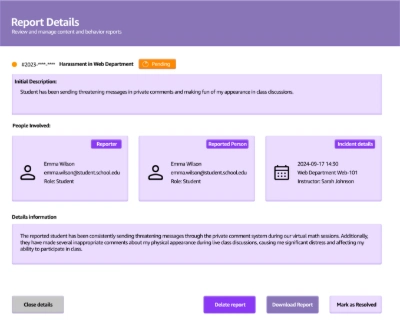 Report Details
Review and manage content and behavior reports
#2023-****-**** Harassment in Web Department Pending
Initial Description:
Student has been sending threatening messages in private comments and making fun of my appearance in class discussions.
People Involved:
Reporter
Emma Wilson
emma.wilson@student.school.edu
Role: Student
Reported Person
Emma Wilson
emma.wilson@student.school.edu
Role: Student
Incident details
2024-09-17 14:30
Web Department Web-101
Instructor: Sarah Johnson
Details Information
The reported student has been consistently sending threatening messages through the private comment system during our virtual math sessions. Additionally,
they have made several inappropriate comments about my physical appearance during live class discussions, causing me significant distress and affecting my
ability to participate in class.
Close details
Delete report
Download Report
Mark as Resolved